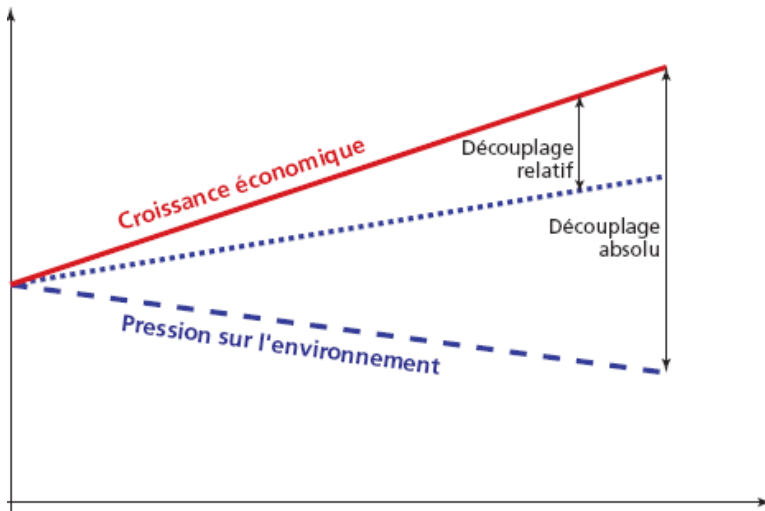 Croissance économique
Découplage
relatif
Découplage
absolu
Pression sur l'environnement